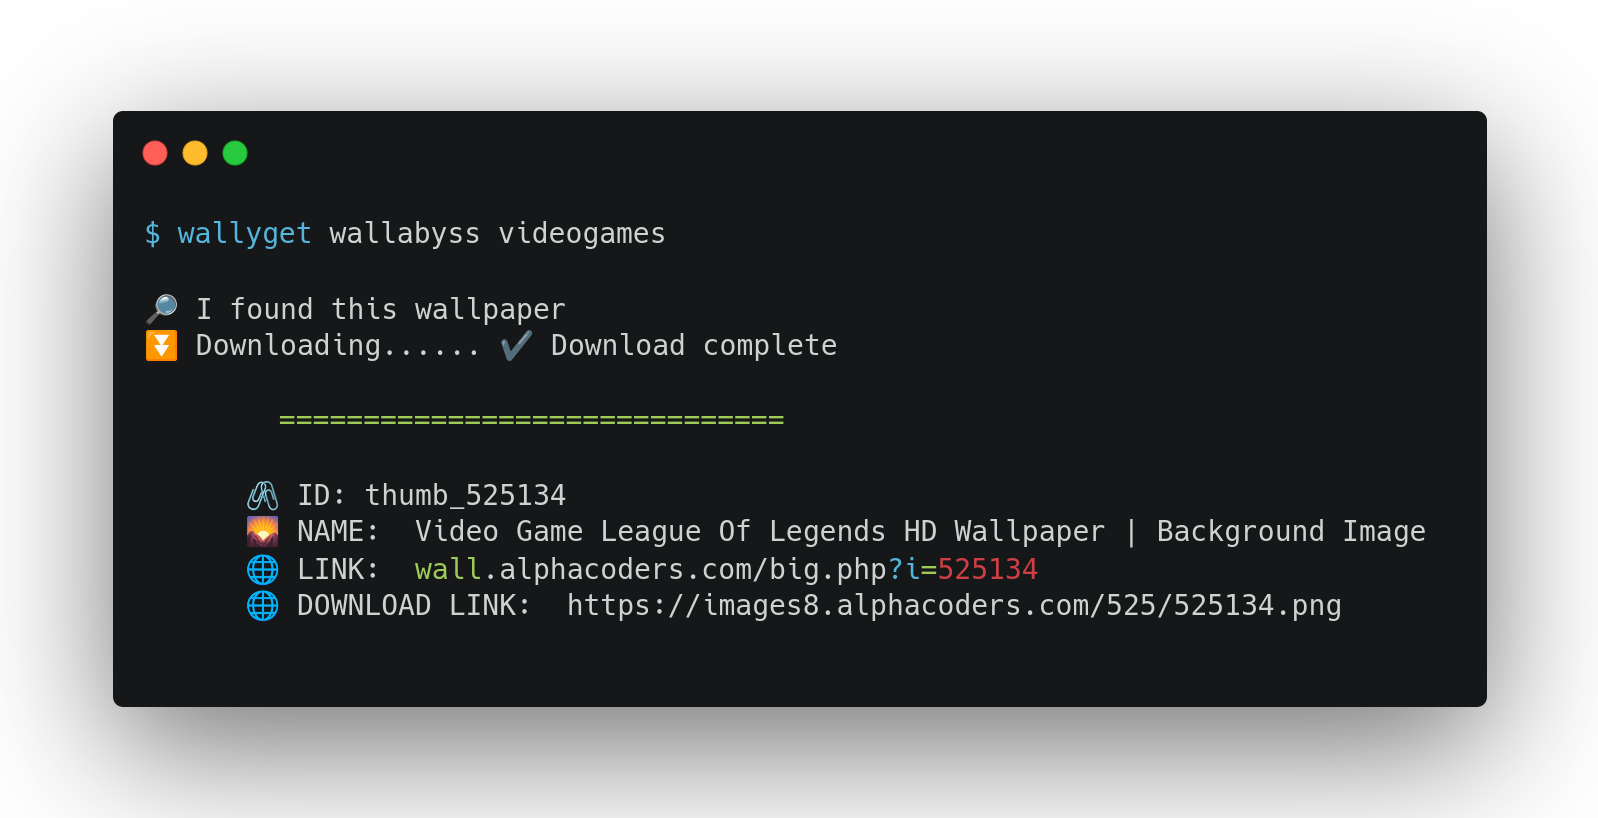 $ wallyget wallabyss videogames
🔎 I found this wallpaper
⏬ Downloading...... ✔️ Download complete
==============================
🖇️ ID: thumb_525134
🌄 NAME:  Video Game League Of Legends HD Wallpaper | Background Image
🌐 LINK:  wall.alphacoders.com/big.php?i=525134
🌐 DOWNLOAD LINK:  https://images8.alphacoders.com/525/525134.png